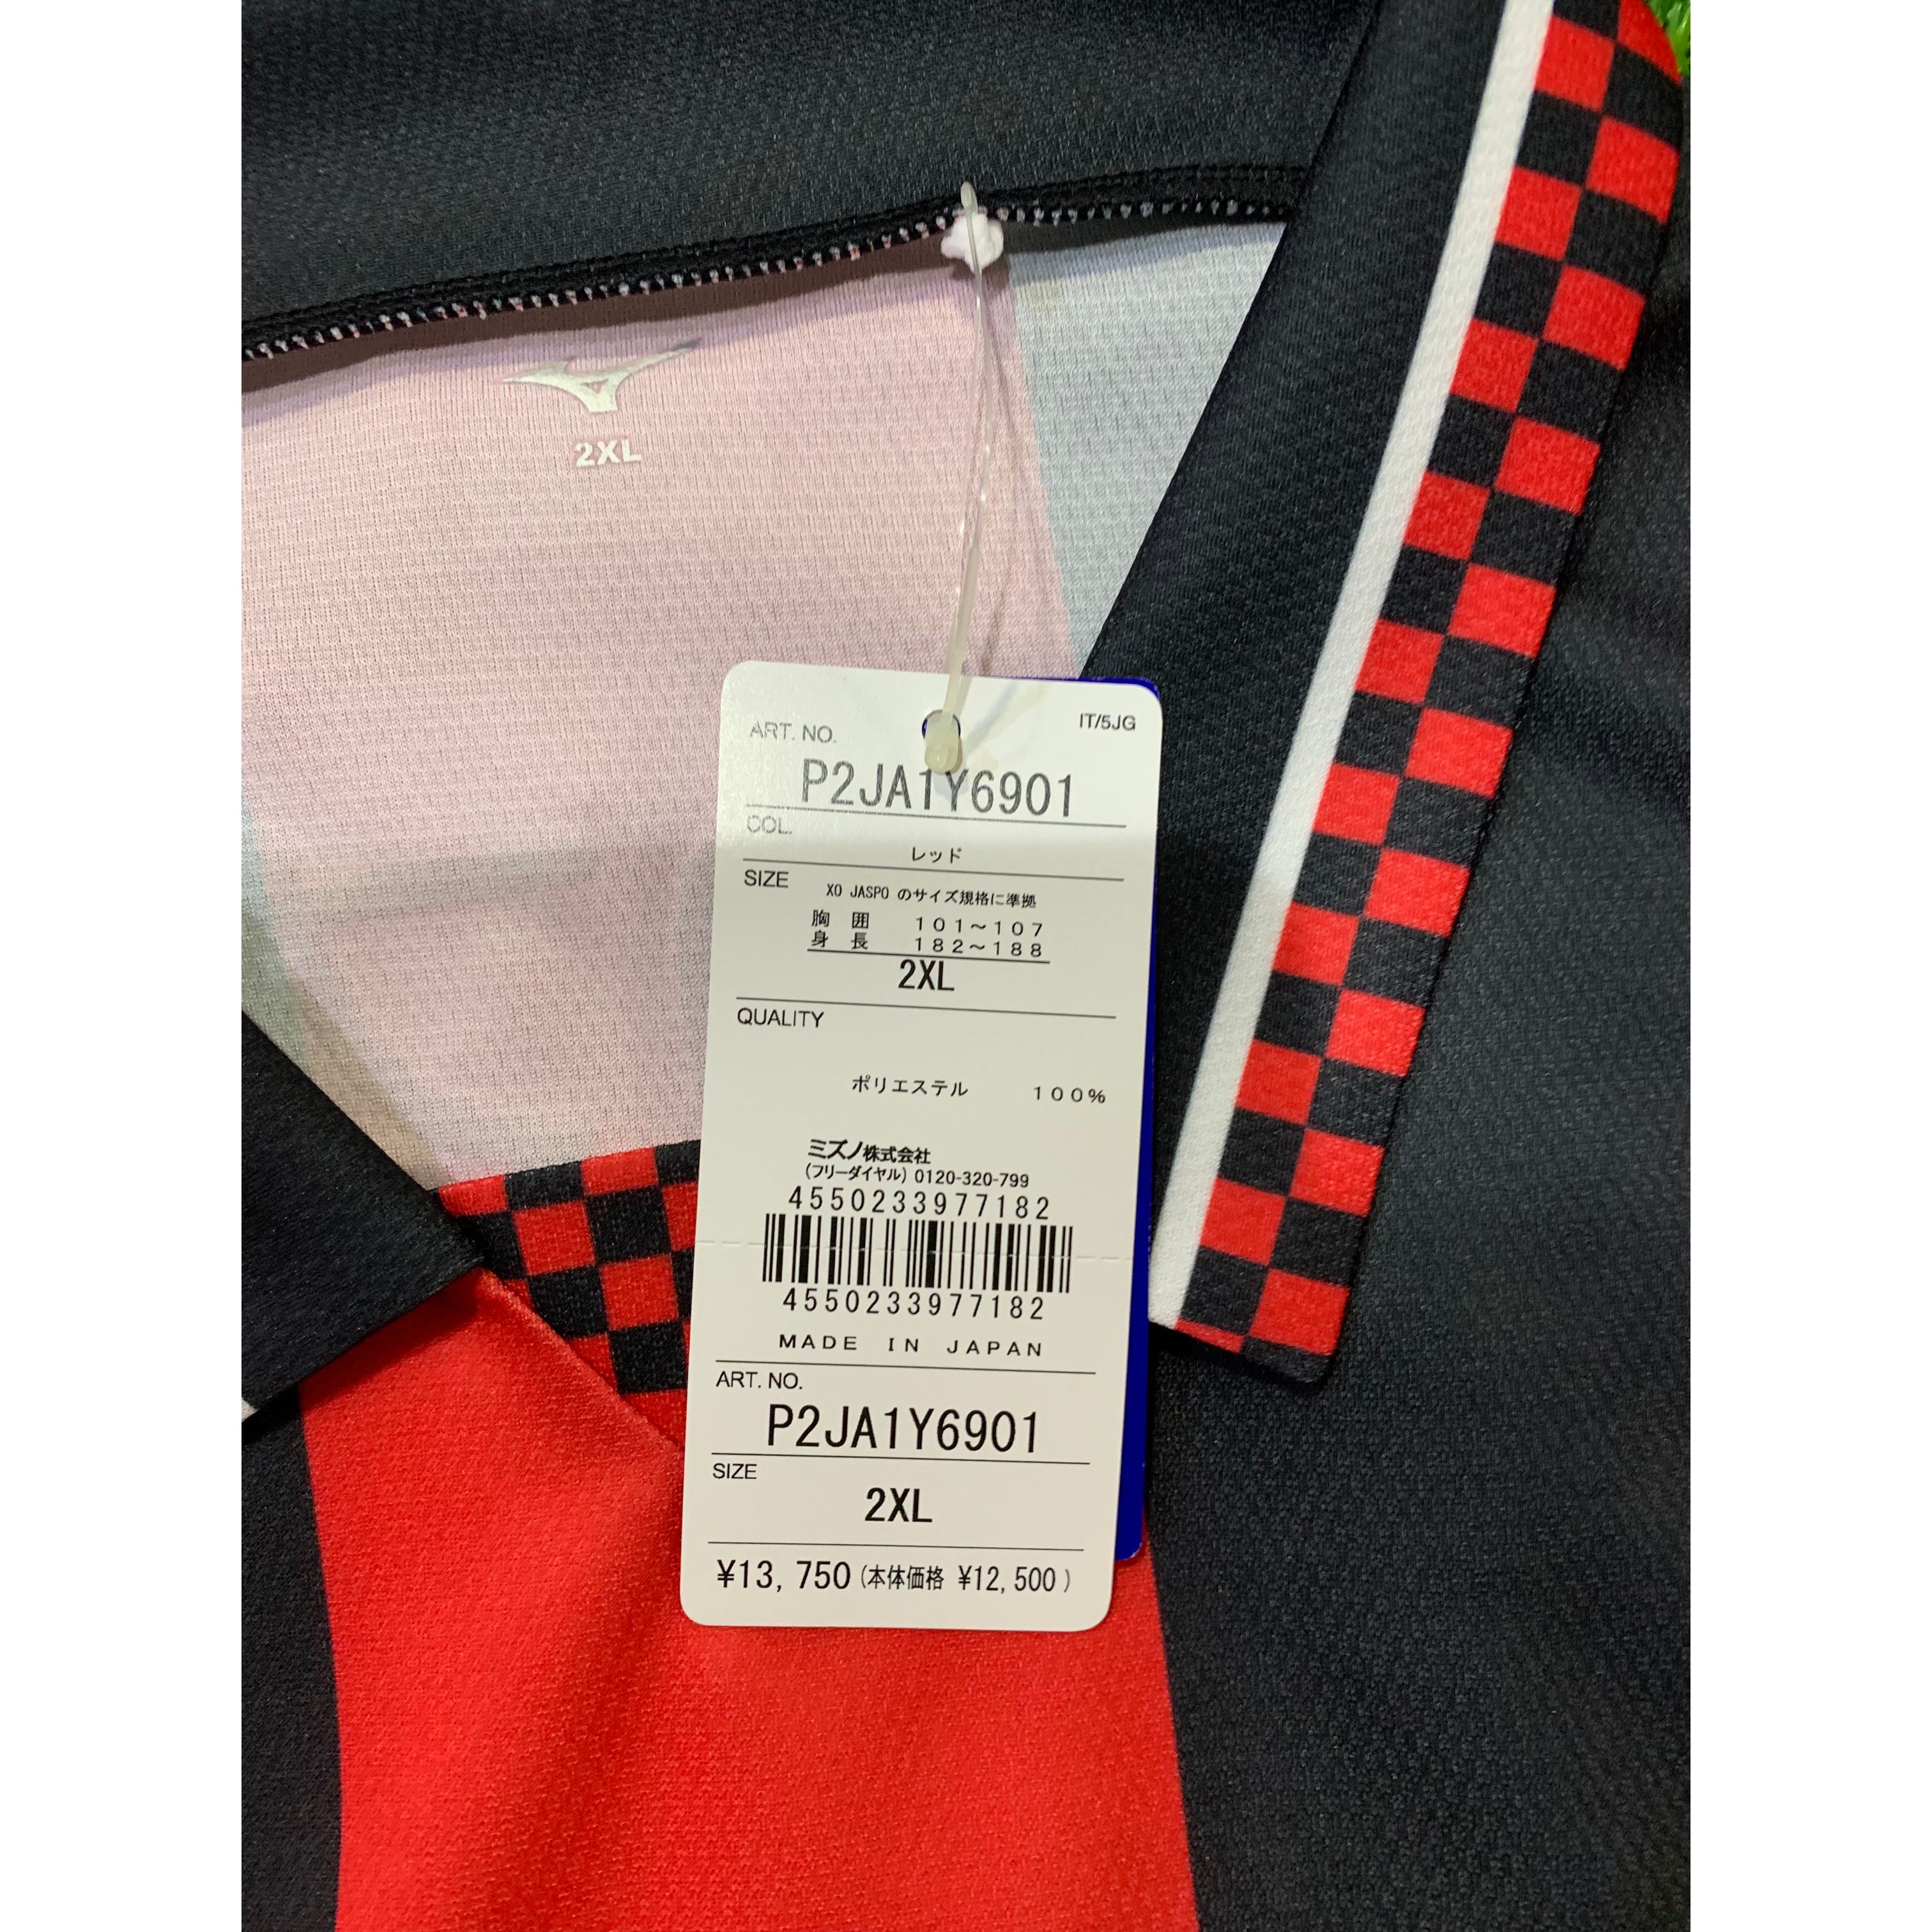 2XL
ART. NO.
IT/5JG
P2JA1Y6901
COL.
レッド
SIZE
XO JASPO のサイズ規格に準拠
胸 囲 101～107
身 長 182～188
2XL
QUALITY
ポリエステル 100%
ミズノ株式会社
(フリーダイヤル) 0120-320-799
4550233977182
4550233977182
MADE IN JAPAN
ART. NO.
P2JA1Y6901
SIZE
2XL
¥13,750 (本体価格 ¥12,500)